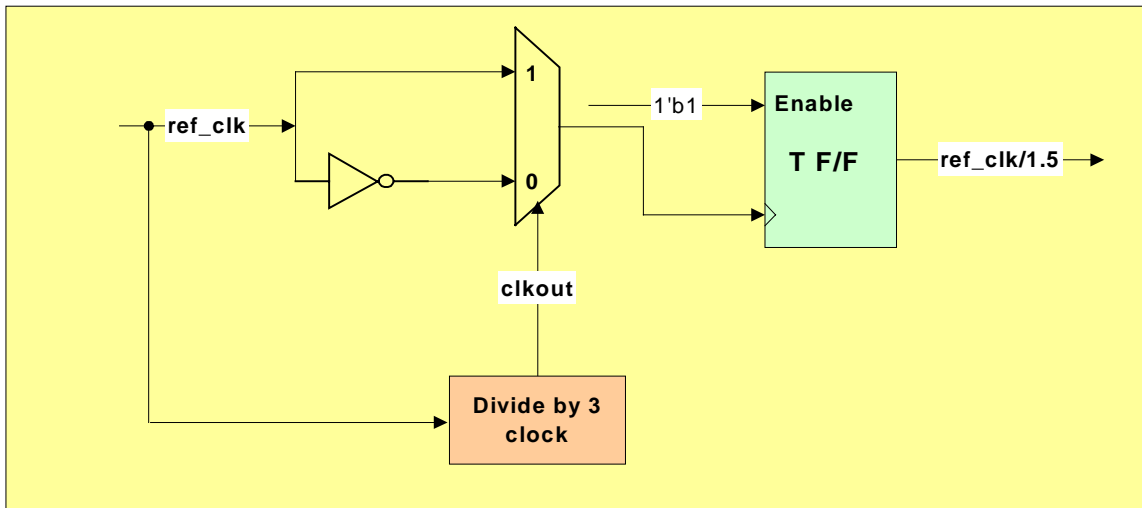 ref_clk
1
0
1'b1
Enable
T F/F
ref_clk/1.5
clkout
Divide by 3
clock